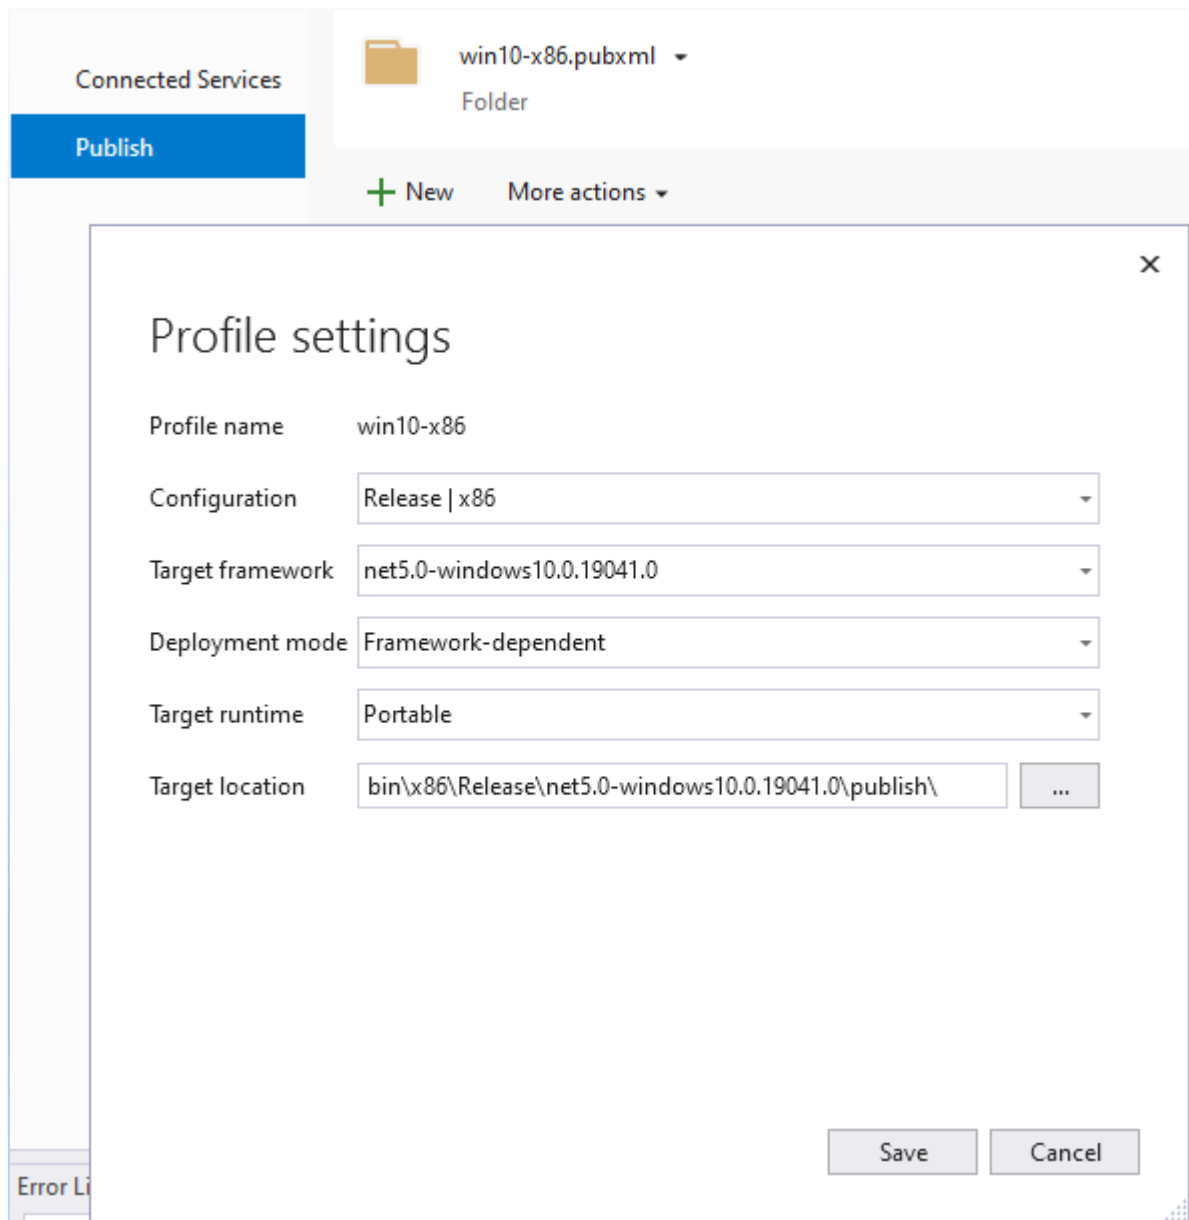 Connected Services
Publish
win10-x86.pubxml
Folder
New More actions
Profile settings
Profile name win10-x86
Configuration Release | x86
Target framework net5.0-windows10.0.19041.0
Deployment mode Framework-dependent
Target runtime Portable
Target location bin\x86\Release\net5.0-windows10.0.19041.0\publish\ ...
Save Cancel
Error Li